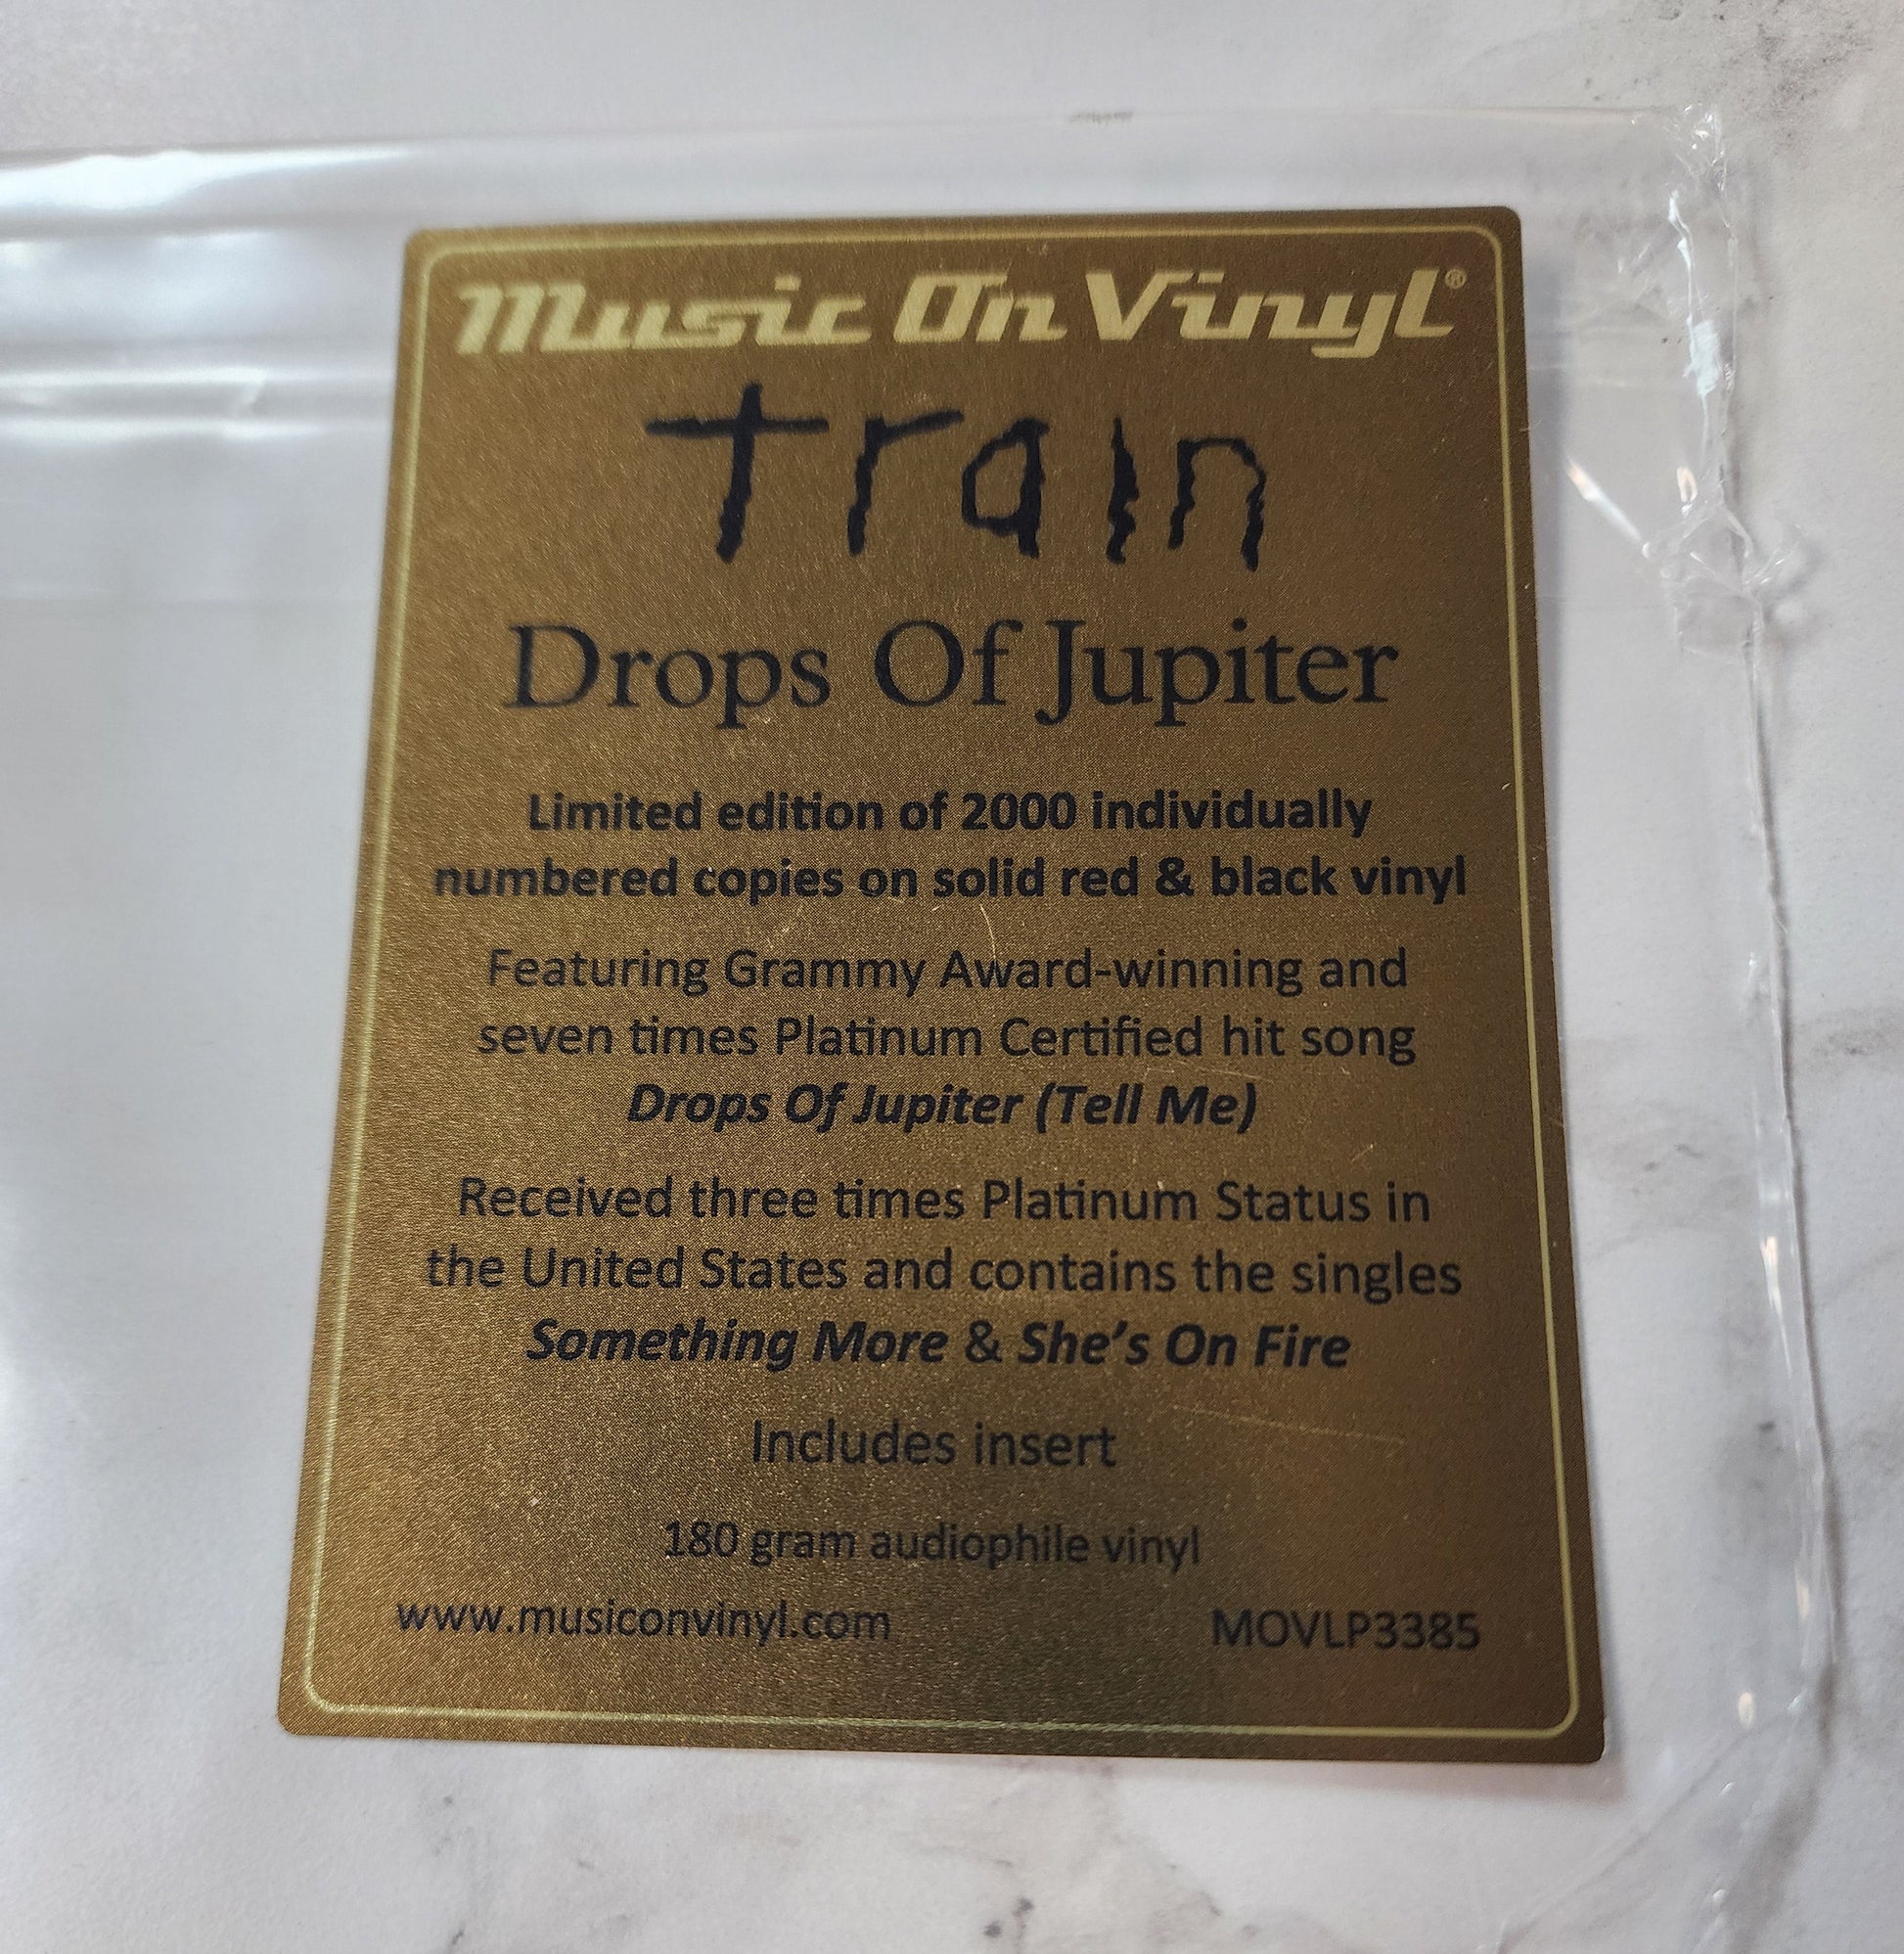 Music On Vinyl®
train
Drops Of Jupiter
Limited edition of 2000 individually
numbered copies on solid red & black vinyl
Featuring Grammy Award-winning and
seven times Platinum Certified hit song
Drops Of Jupiter (Tell Me)
Received three times Platinum Status in
the United States and contains the singles
Something More & She's On Fire
Includes insert
180 gram audiophile vinyl
www.musiconvinyl.com MOVLP3385